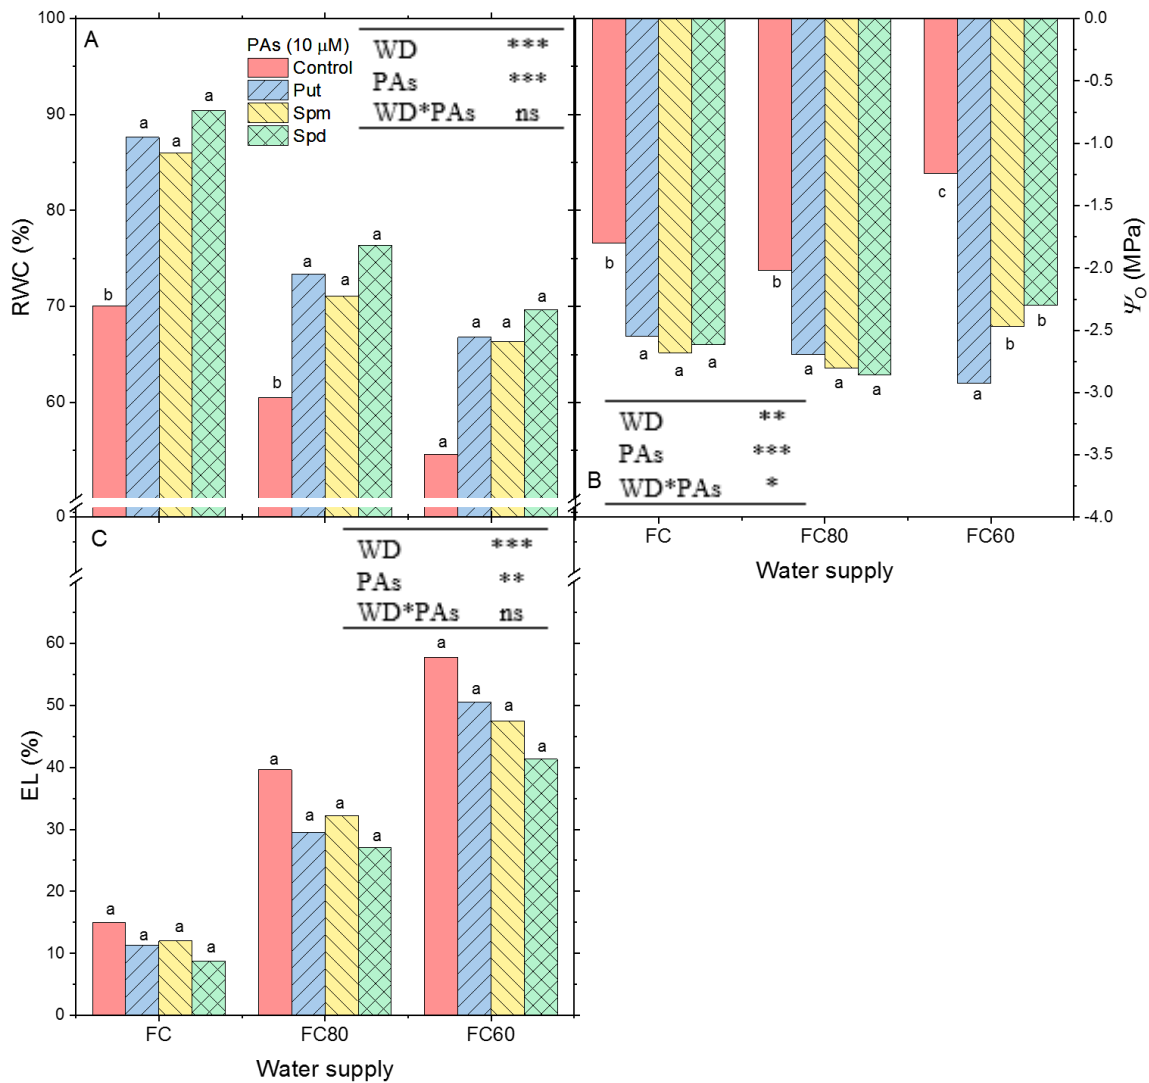 A
PAs (10 μM)
Control
Put
Spm
Spd
WD ***
PAs ***
WD*PAs ns
100
90
80
70
60
0
RWC (%)
b a a a
b a a a
a a a a
0.0
-0.5
-1.0
-1.5
-2.0
-2.5
-3.0
-3.5
-4.0
Ψ_O (MPa)
b a a a
b a a a
c a b b
WD **
PAs ***
WD*PAs *
B
FC FC80 FC60
Water supply
C
WD ***
PAs **
WD*PAs ns
60
50
40
30
20
10
0
EL (%)
a a a a
a a a a
a a a a
FC FC80 FC60
Water supply